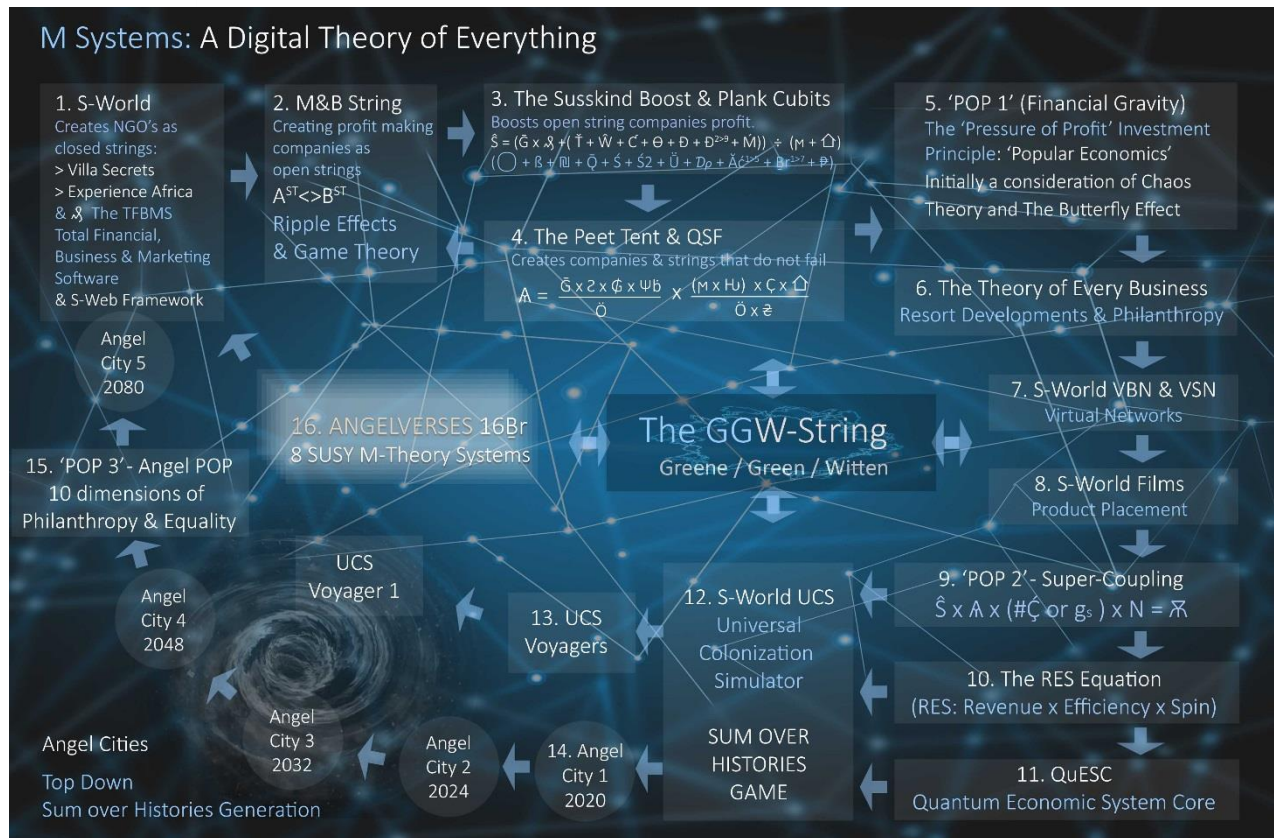 M Systems: A Digital Theory of Everything
1. S-World
Creates NGO's as
closed strings:
> Villa Secrets
> Experience Africa
& The TFBMS
Total Financial,
Business & Marketing
Software
& S-Web Framework
2. M&B String
Creating profit making
companies as
open strings
Aˢᵀ<>Bˢᵀ
Ripple Effects
& Game Theory
3. The Susskind Boost & Plank Cubits
Boosts open string companies profit.
4. The Peet Tent & QSF
Creates companies & strings that do not fail
5. 'POP 1' (Financial Gravity)
The 'Pressure of Profit' Investment
Principle: 'Popular Economics'
Initially a consideration of Chaos
Theory and The Butterfly Effect
6. The Theory of Every Business
Resort Developments & Philanthropy
7. S-World VBN & VSN
Virtual Networks
8. S-World Films
Product Placement
9. 'POP 2'- Super-Coupling
10. The RES Equation
(RES: Revenue x Efficiency x Spin)
11. QuESC
Quantum Economic System Core
12. S-World UCS
Universal
Colonization
Simulator
SUM OVER
HISTORIES
GAME
13. UCS
Voyagers
UCS
Voyager 1
14. Angel
City 1
2020
Angel
City 2
2024
Angel
City 3
2032
Angel
City 4
2048
15. 'POP 3'- Angel POP
10 dimensions of
Philanthropy & Equality
Angel
City 5
2080
16. ANGELVERSES 16Ḇr
8 SUSY M-Theory Systems
The GGW-String
Greene / Green / Witten
Angel Cities
Top Down
Sum over Histories Generation